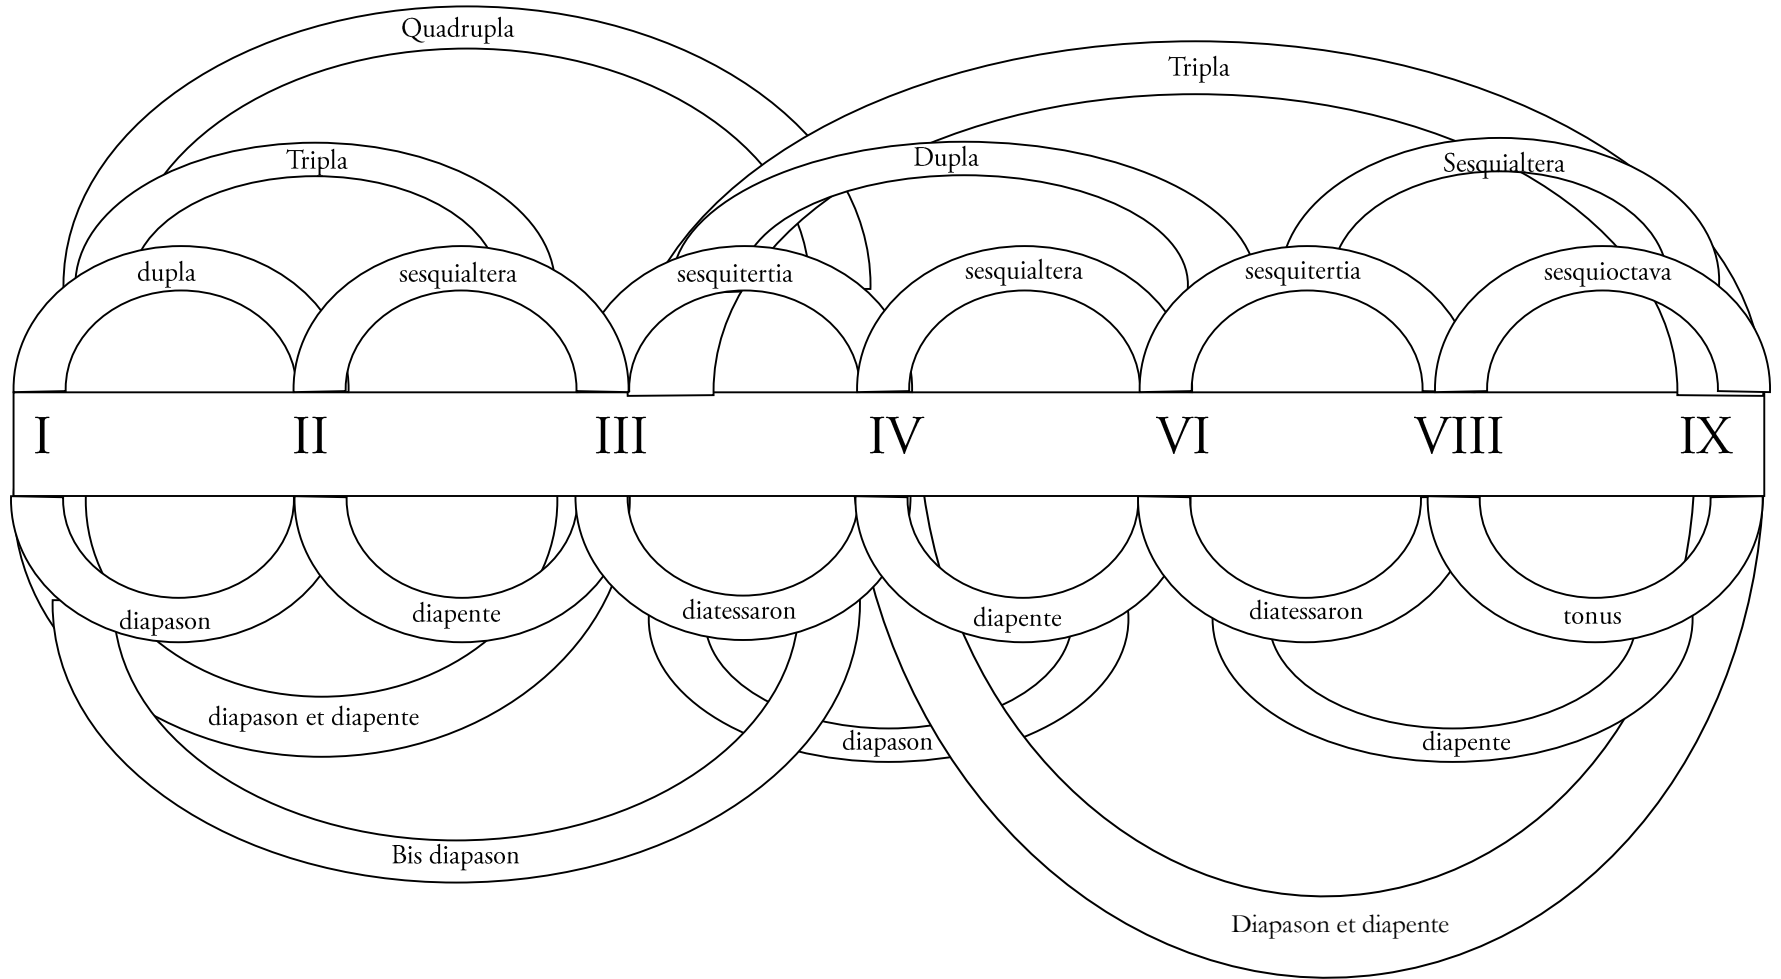 Quadrupla
Tripla
Tripla
Dupla
Sesquialtera
dupla
sesquialtera
sesquitertia
sesquialtera
sesquitertia
sesquioctava
I II III IV VI VIII IX
diapason
diapente
diatessaron
diapente
diatessaron
tonus
diapason et diapente
diapason
diapente
Bis diapason
Diapason et diapente